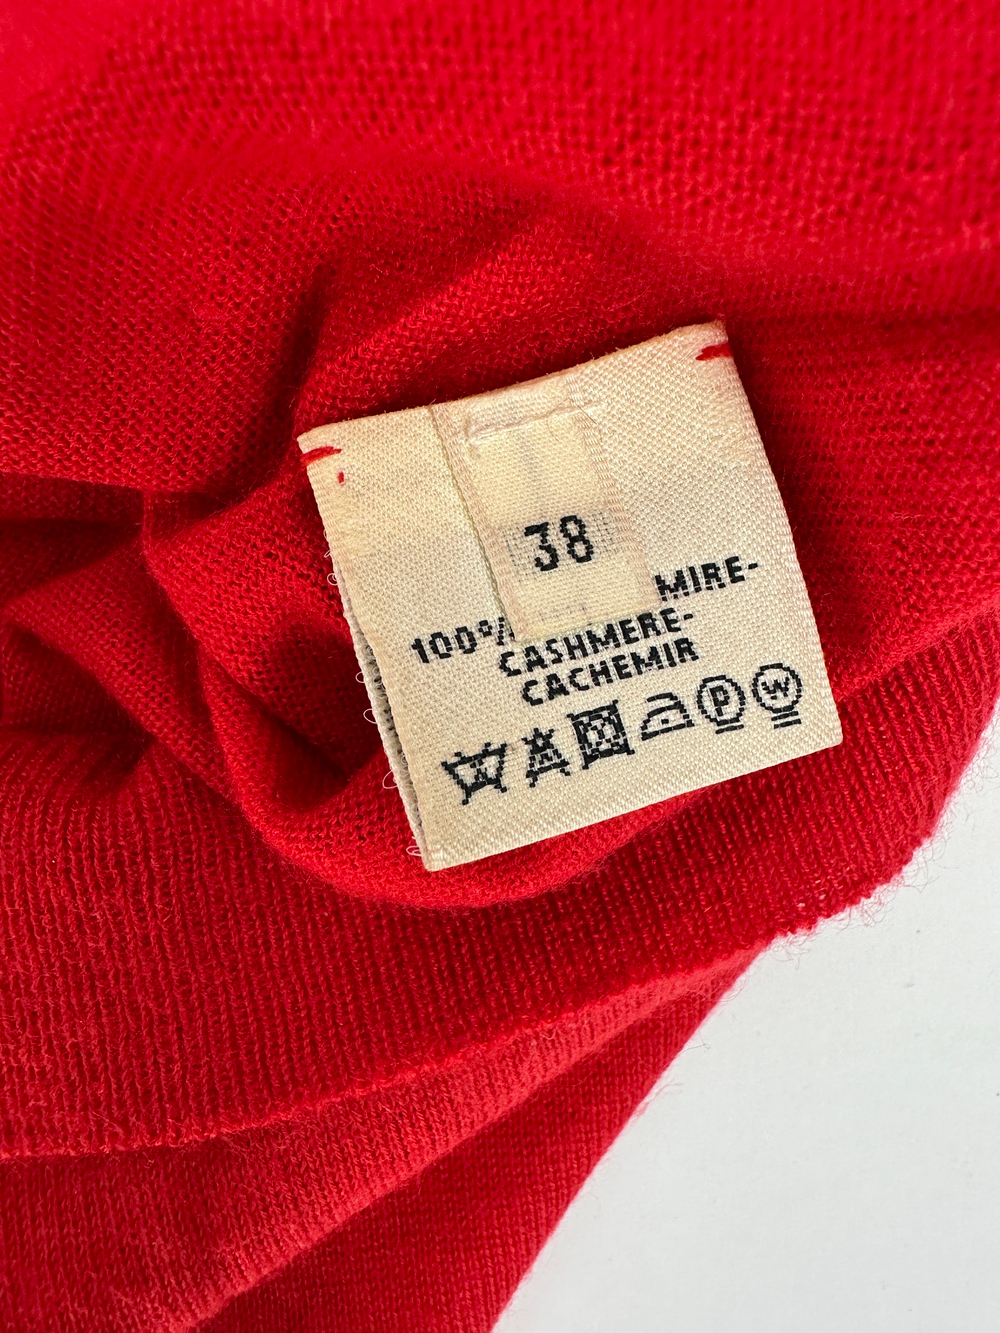 38
MIRE-
100%
CASHMERE-
CACHEMIR
P W